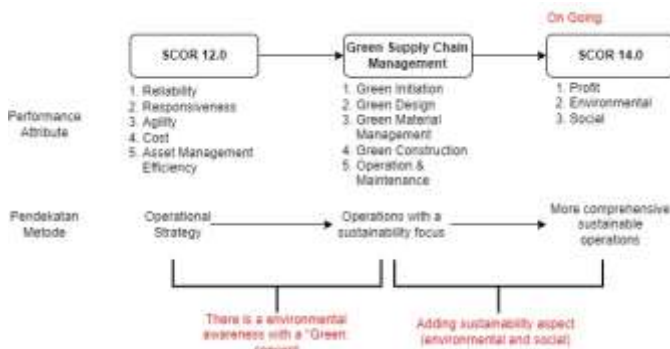 On Going
SCOR 12.0
Green Supply Chain
Management
SCOR 14.0
Performance
Attribute
1. Reliability
2. Responsiveness
3. Agility
4. Cost
5. Asset Management
Efficiency
1. Green Initiation
2. Green Design
3. Green Material
Management
4. Green Construction
5. Operation &
Maintenance
1. Profit
2. Environmental
3. Social
Pendekatan
Metode
Operational
Strategy
Operations with a
sustainability focus
More comprehensive
sustainable
operations
There is a environmental
awareness with a "Green
Adding sustainability aspect
(environmental and social)